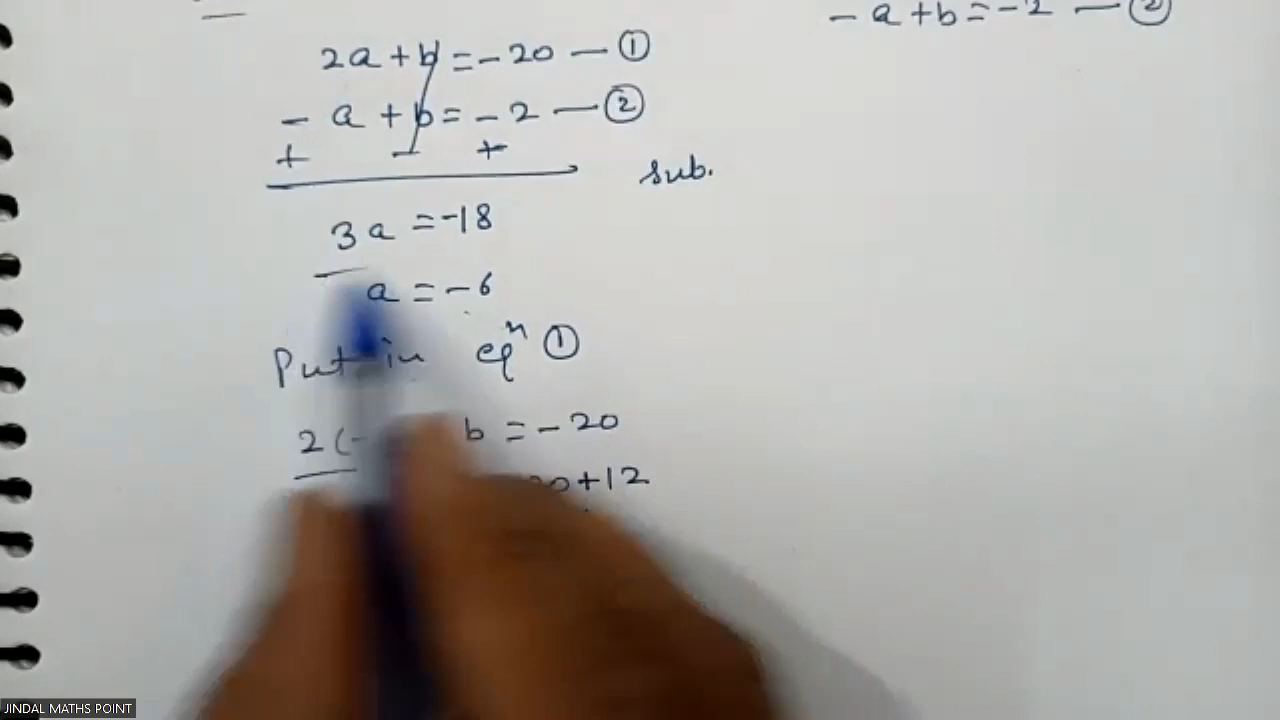 - a + b = -2 — ②
2a + b = -20 — ①
- a + b = -2 — ②
+ - +
sub.
3a = -18
a = -6
Put in eqⁿ ①
2(- b = -20
+12
JINDAL MATHS POINT